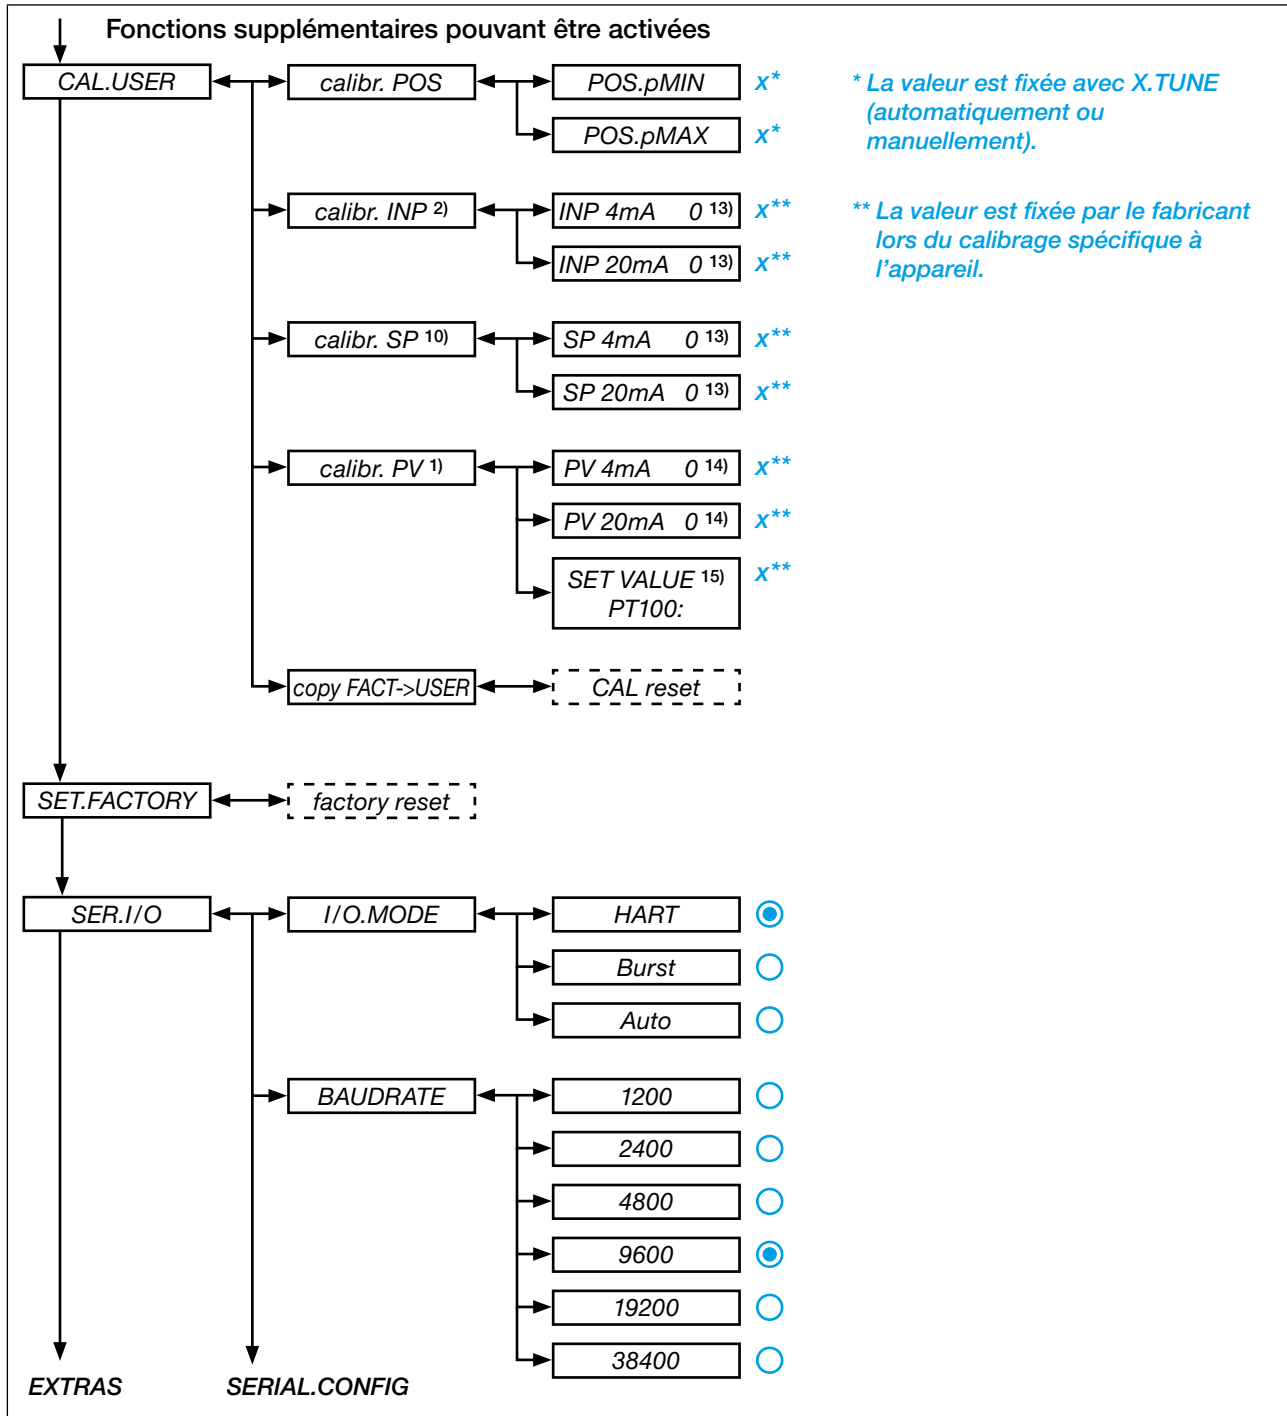 Fonctions supplémentaires pouvant être activées
CAL.USER
calibr. POS
POS.pMIN
x*
* La valeur est fixée avec X.TUNE
(automatiquement ou
manuellement).
POS.pMAX
x*
calibr. INP 2)
INP 4mA 0 13)
x**
** La valeur est fixée par le fabricant
lors du calibrage spécifique à
l'appareil.
INP 20mA 0 13)
x**
calibr. SP 10)
SP 4mA 0 13)
x**
SP 20mA 0 13)
x**
calibr. PV 1)
PV 4mA 0 14)
x**
PV 20mA 0 14)
x**
SET VALUE 15)
PT100:
x**
copy FACT->USER
CAL reset
SET.FACTORY
factory reset
SER.I/O
I/O.MODE
HART
Burst
Auto
BAUDRATE
1200
2400
4800
9600
19200
38400
EXTRAS
SERIAL.CONFIG